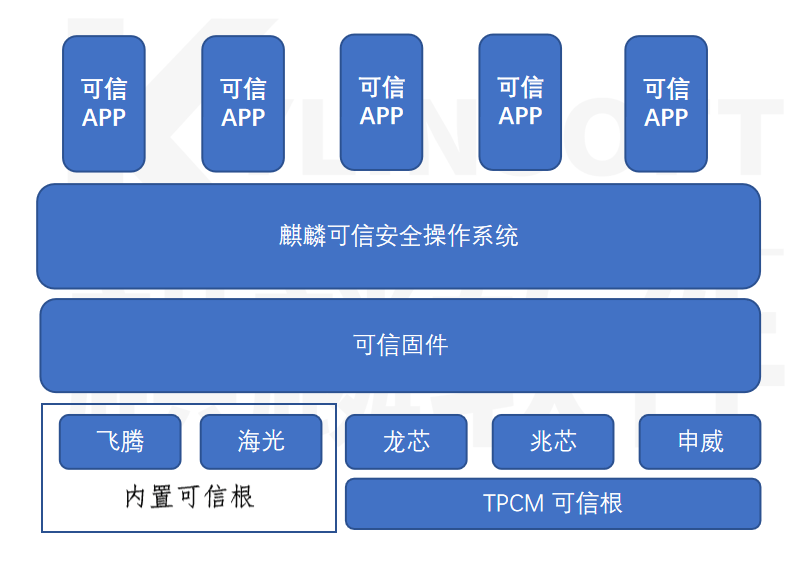 可信
APP
可信
APP
可信
APP
可信
APP
可信
APP
麒麟可信安全操作系统
可信固件
飞腾
海光
龙芯
兆芯
申威
内置可信根
TPCM 可信根